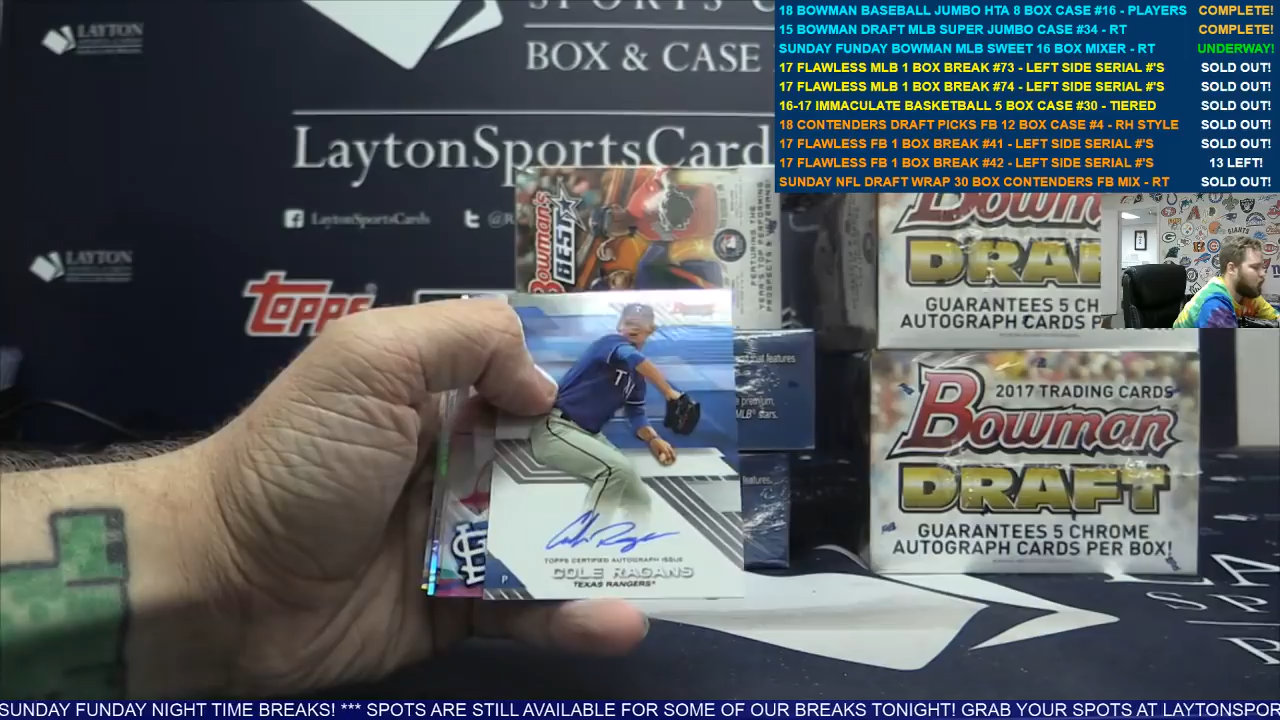 18 BOWMAN BASEBALL JUMBO HTA 8 BOX CASE #16 - PLAYERS COMPLETE!
15 BOWMAN DRAFT MLB SUPER JUMBO CASE #34 - RT COMPLETE!
SUNDAY FUNDAY BOWMAN MLB SWEET 16 BOX MIXER - RT UNDERWAY!
17 FLAWLESS MLB 1 BOX BREAK #73 - LEFT SIDE SERIAL #'S SOLD OUT!
17 FLAWLESS MLB 1 BOX BREAK #74 - LEFT SIDE SERIAL #'S SOLD OUT!
16-17 IMMACULATE BASKETBALL 5 BOX CASE #30 - TIERED SOLD OUT!
18 CONTENDERS DRAFT PICKS FB 12 BOX CASE #4 - RH STYLE SOLD OUT!
17 FLAWLESS FB 1 BOX BREAK #41 - LEFT SIDE SERIAL #'S SOLD OUT!
17 FLAWLESS FB 1 BOX BREAK #42 - LEFT SIDE SERIAL #'S 13 LEFT!
SUNDAY NFL DRAFT WRAP 30 BOX CONTENDERS FB MIX - RT SOLD OUT!
LAYTON
BOX & CASE
LaytonSportsCard
LaytonSportsCards
@R
LAYTON
topps
Bowman's
BEST
Bowman
DRAF
GUARANTEES 5 CH
AUTOGRAPH CARDS P
that features
premium,
MLB® stars.
features.
2017 TRADING CARDS
Bowman
DRAFT
GUARANTEES 5 CHROME
AUTOGRAPH CARDS PER BOX!
TOPPS CERTIFIED AUTOGRAPH ISSUE
COLE RAGANS
P
TEXAS RANGERS
SUNDAY FUNDAY NIGHT TIME BREAKS! *** SPOTS ARE STILL AVAILABLE FOR SOME OF OUR BREAKS TONIGHT! GRAB YOUR SPOTS AT LAYTONSPOR